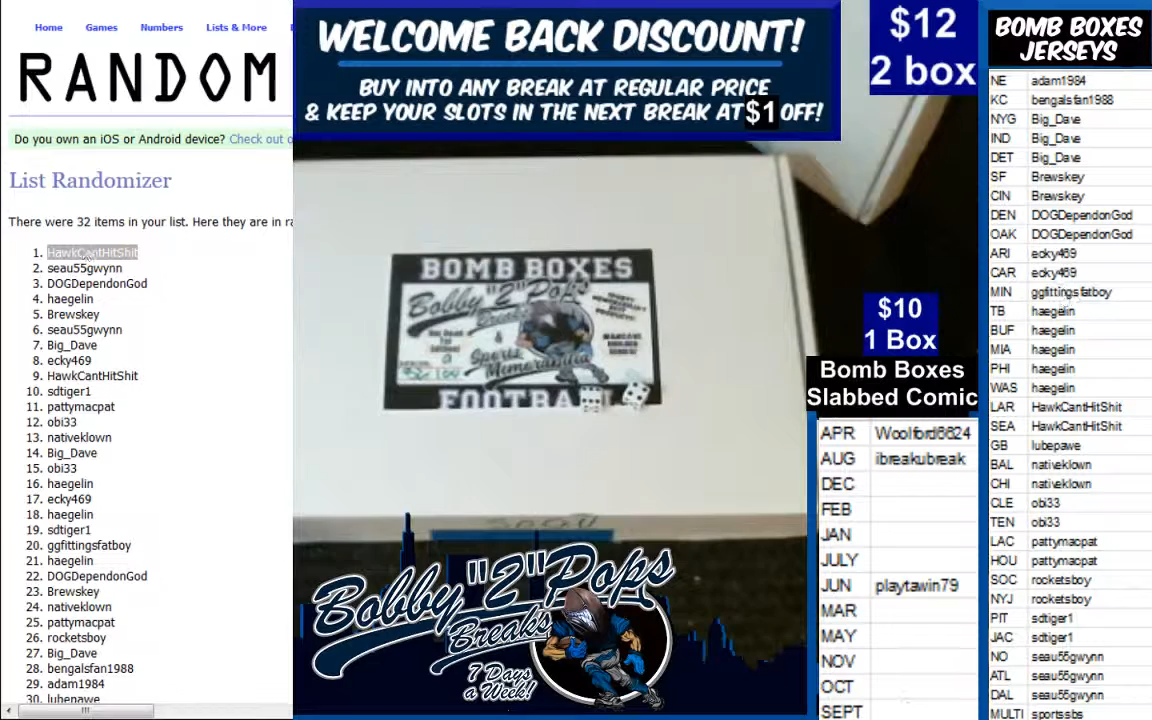 Home Games Numbers Lists & More
RANDOM
Do you own an iOS or Android device? Check out o
List Randomizer
There were 32 items in your list. Here they are in ra
1. HawkCantHitShit
2. seau55gwynn
3. DOGDependonGod
4. haegelin
5. Brewskey
6. seau55gwynn
7. Big_Dave
8. ecky469
9. HawkCantHitShit
10. sdtiger1
11. pattymacpat
12. obi33
13. nativeklown
14. Big_Dave
15. obi33
16. haegelin
17. ecky469
18. haegelin
19. sdtiger1
20. ggfittingsfatboy
21. haegelin
22. DOGDependonGod
23. Brewskey
24. nativeklown
25. pattymacpat
26. rocketsboy
27. Big_Dave
28. bengalsfan1988
29. adam1984
30. lubepawe
WELCOME BACK DISCOUNT!
BUY INTO ANY BREAK AT REGULAR PRICE
& KEEP YOUR SLOTS IN THE NEXT BREAK AT $1 OFF!
BOMB BOXES
Bobby "2" Pops
Breaks
&
Sports
Memorabilia
FOOTBALL
Bobby "2" Pops
Breaks
7 Days
a Week!
$12
2 box
$10
1 Box
Bomb Boxes
Slabbed Comic
APR Woolford6624
AUG ibreakubreak
DEC
FEB
JAN
JULY
JUN playtawin79
MAR
MAY
NOV
OCT
SEPT
BOMB BOXES
JERSEYS
NE adam1984
KC bengalsfan1988
NYG Big_Dave
IND Big_Dave
DET Big_Dave
SF Brewskey
CIN Brewskey
DEN DOGDependonGod
OAK DOGDependonGod
ARI ecky469
CAR ecky469
MIN ggfittingsfatboy
TB haegelin
BUF haegelin
MIA haegelin
PHI haegelin
WAS haegelin
LAR HawkCantHitShit
SEA HawkCantHitShit
GB lubepawe
BAL nativeklown
CHI nativeklown
CLE obi33
TEN obi33
LAC pattymacpat
HOU pattymacpat
SOC rocketsboy
NYJ rocketsboy
PIT sdtiger1
JAC sdtiger1
NO seau55gwynn
ATL seau55gwynn
DAL seau55gwynn
MULTI sportssbs